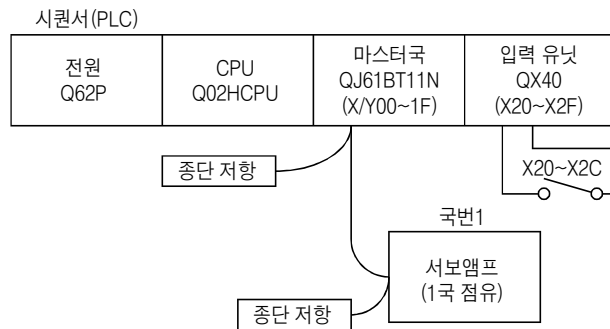 시퀀서(PLC)
전원
Q62P
CPU
Q02HCPU
마스터국
QJ61BT11N
(X/Y00~1F)
입력 유닛
QX40
(X20~X2F)
종단 저항
X20~X2C
국번1
서보앰프
(1국 점유)
종단 저항